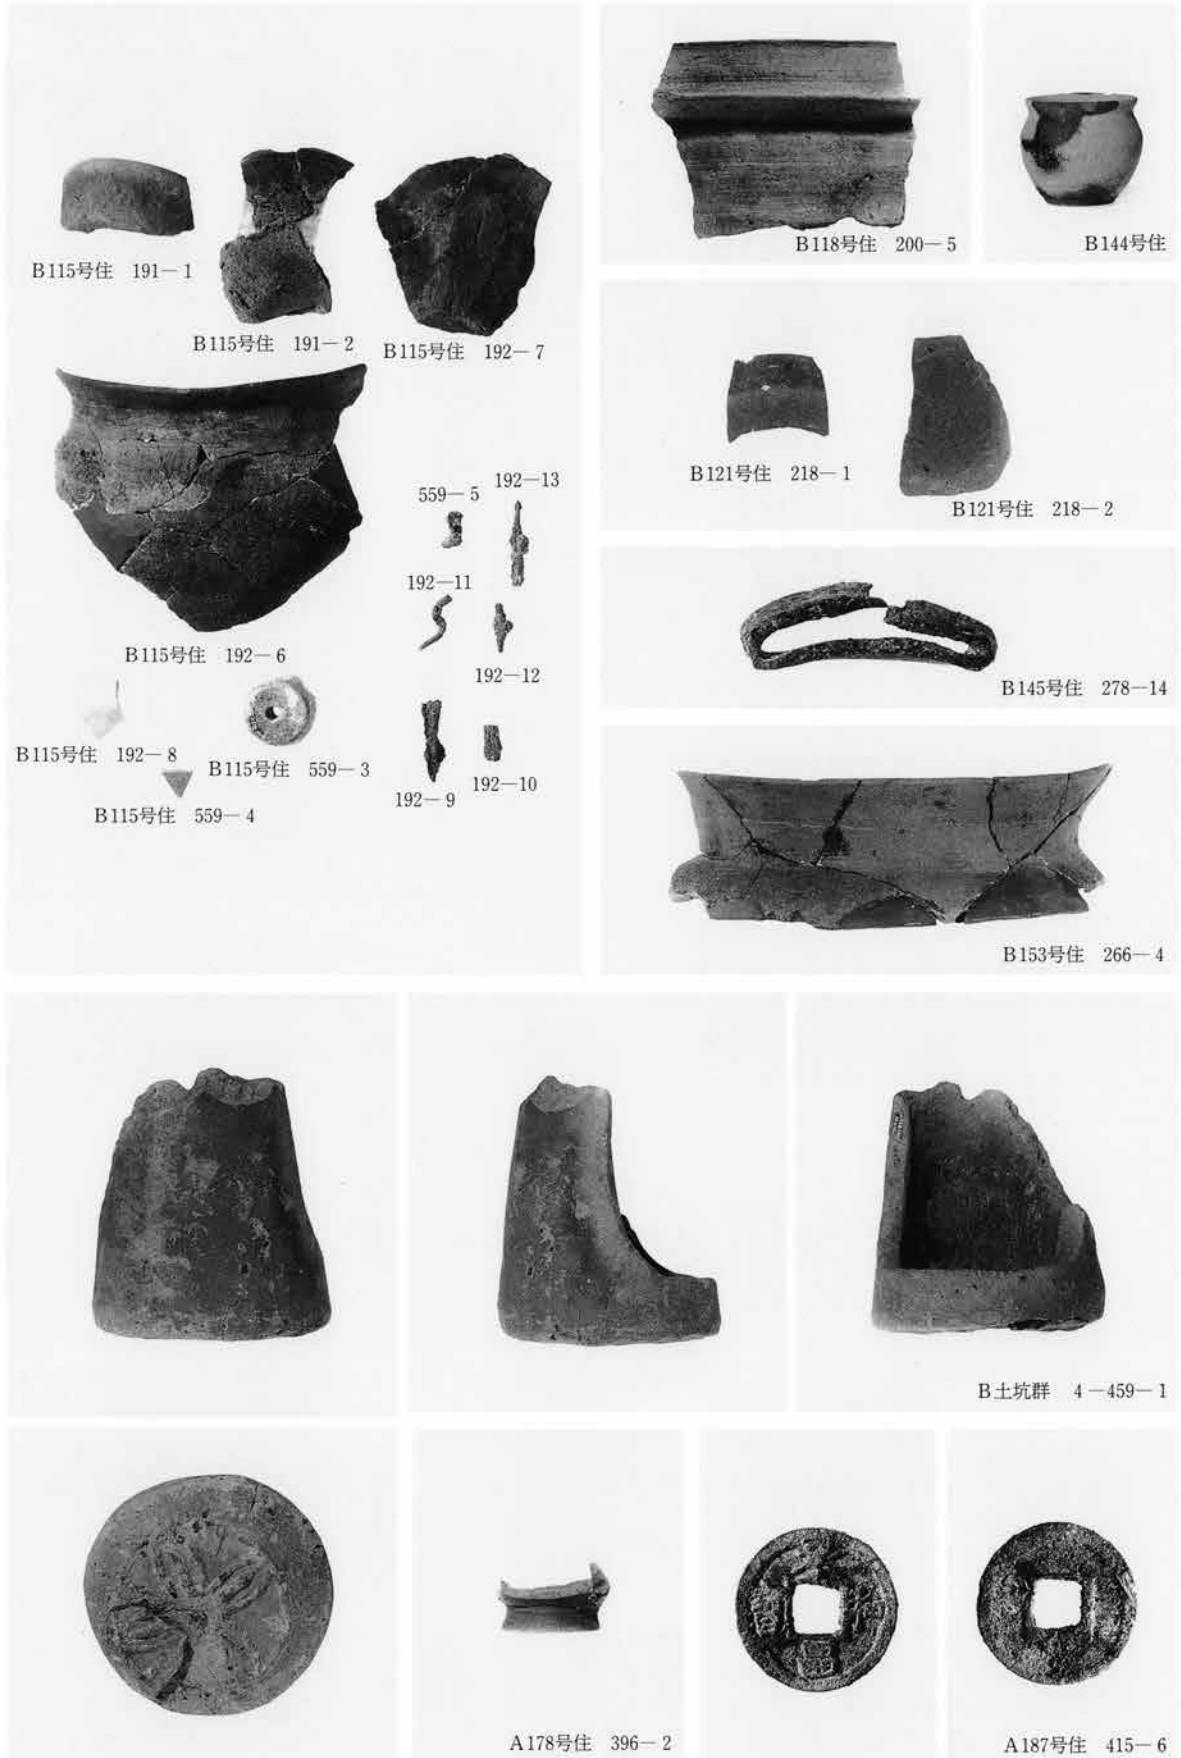 B115号住 191－1
B115号住 191－2
B115号住 192－7
B115号住 192－6
559－5
192－13
192－11
192－12
192－9
192－10
B115号住 192－8
B115号住 559－3
B115号住 559－4
B118号住 200－5
B144号住
B121号住 218－1
B121号住 218－2
B145号住 278－14
B153号住 266－4
B土坑群 4－459－1
A178号住 396－2
A187号住 415－6